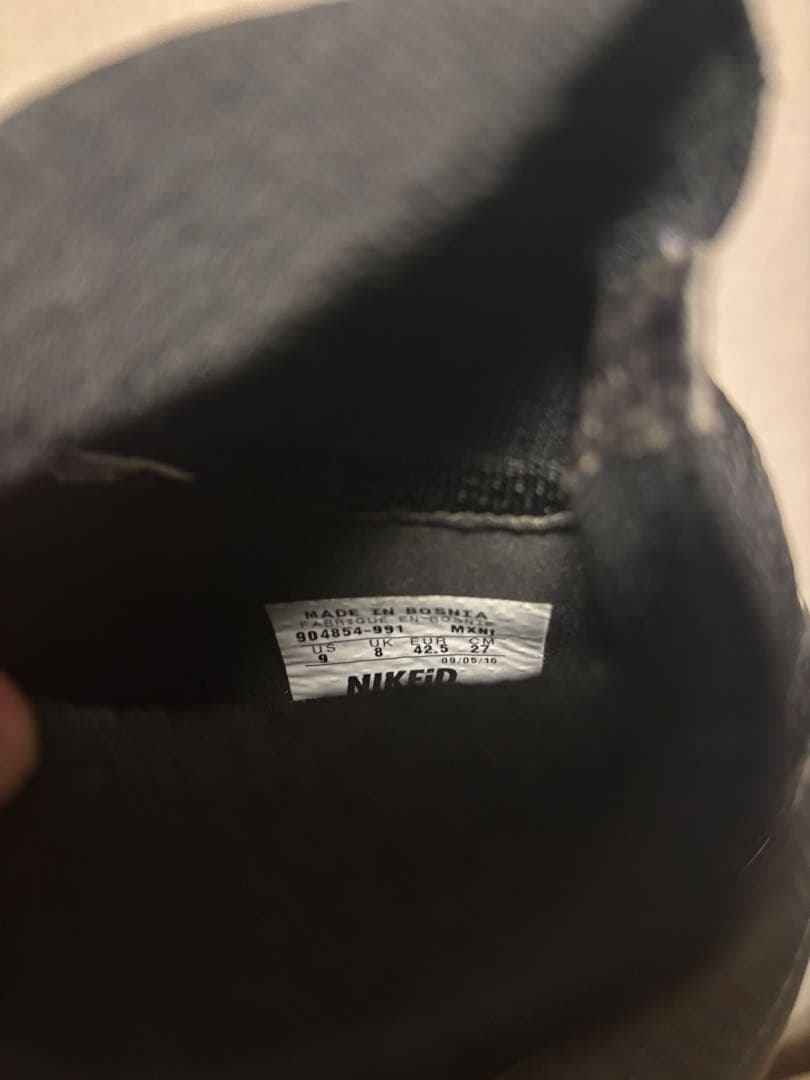 MADE IN BOSNIA
FABRIQUE EN BOSNIE
904854-991 MXNI
US UK EUR CM
9 8 42.5 27
09/05/16
NIKEiD